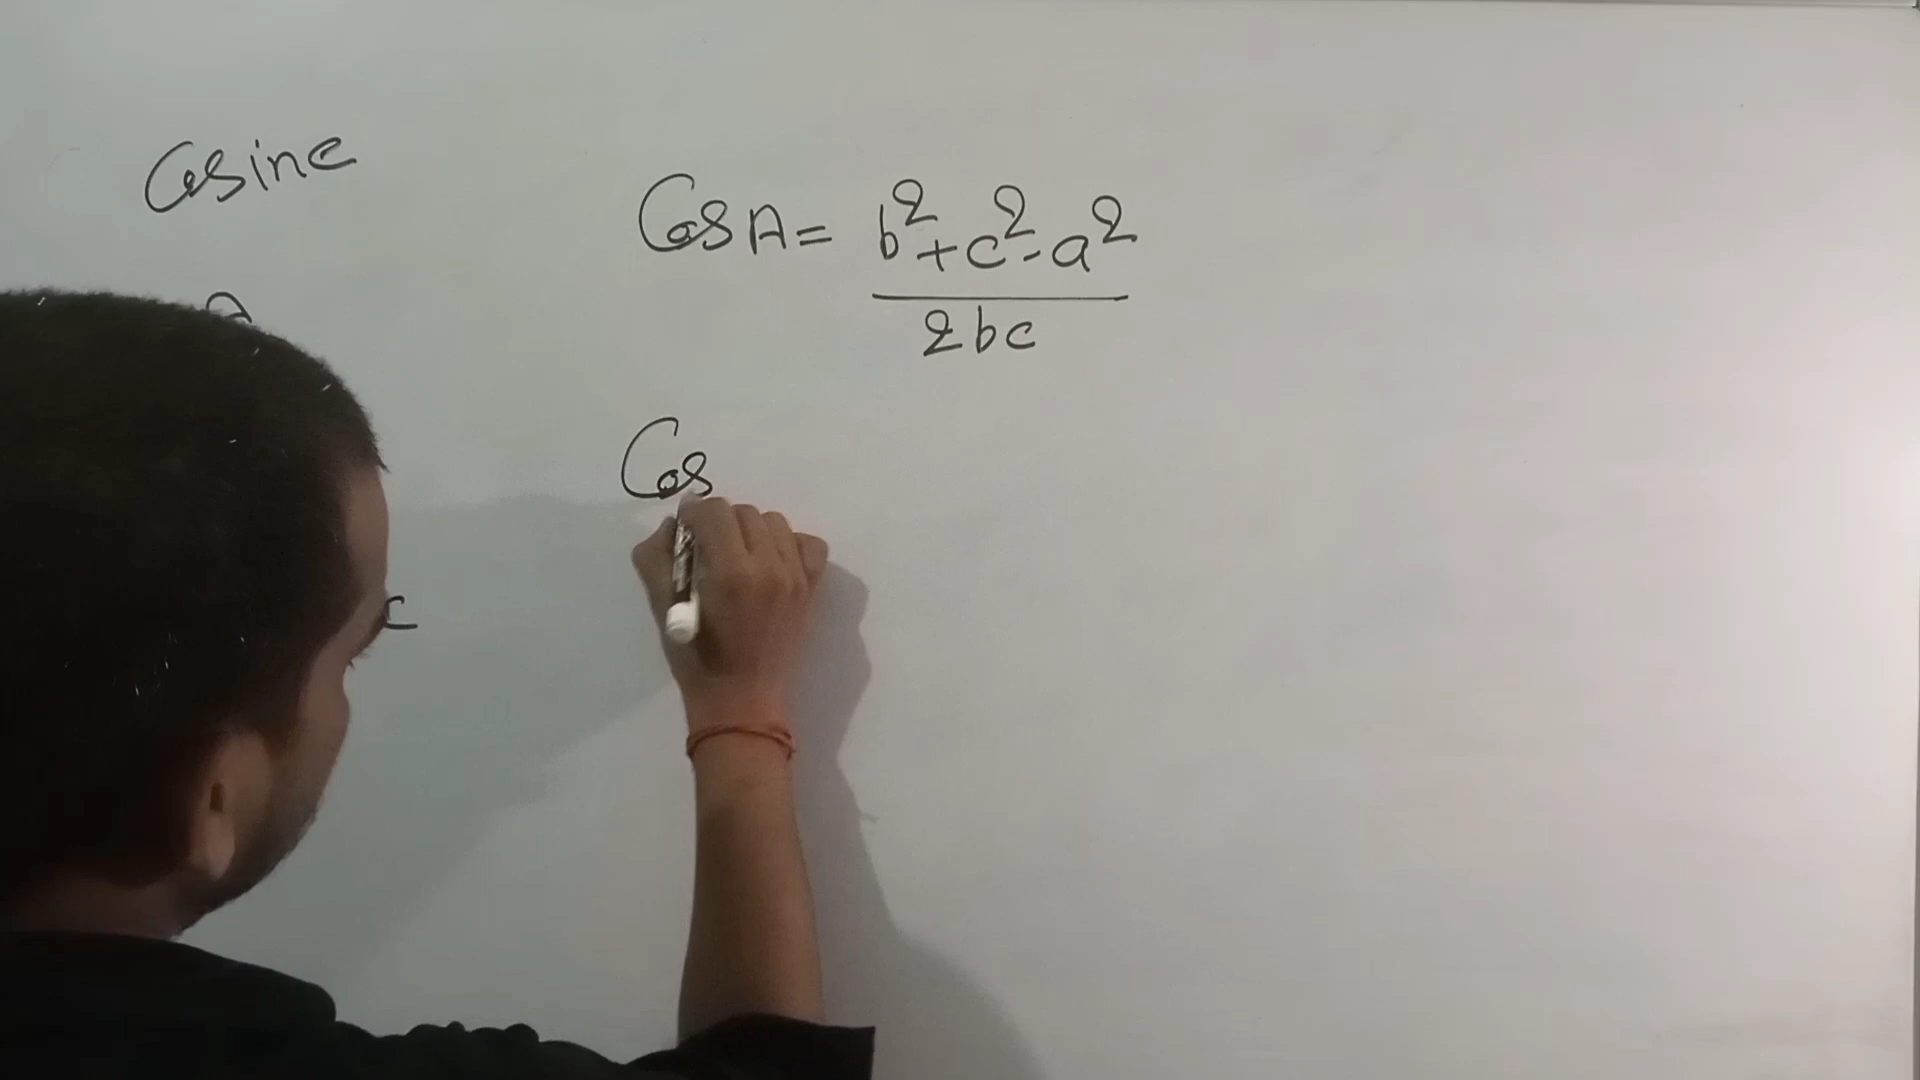 Cosine
Cos A = b²+c²-a²
2bc
A
Cos
C